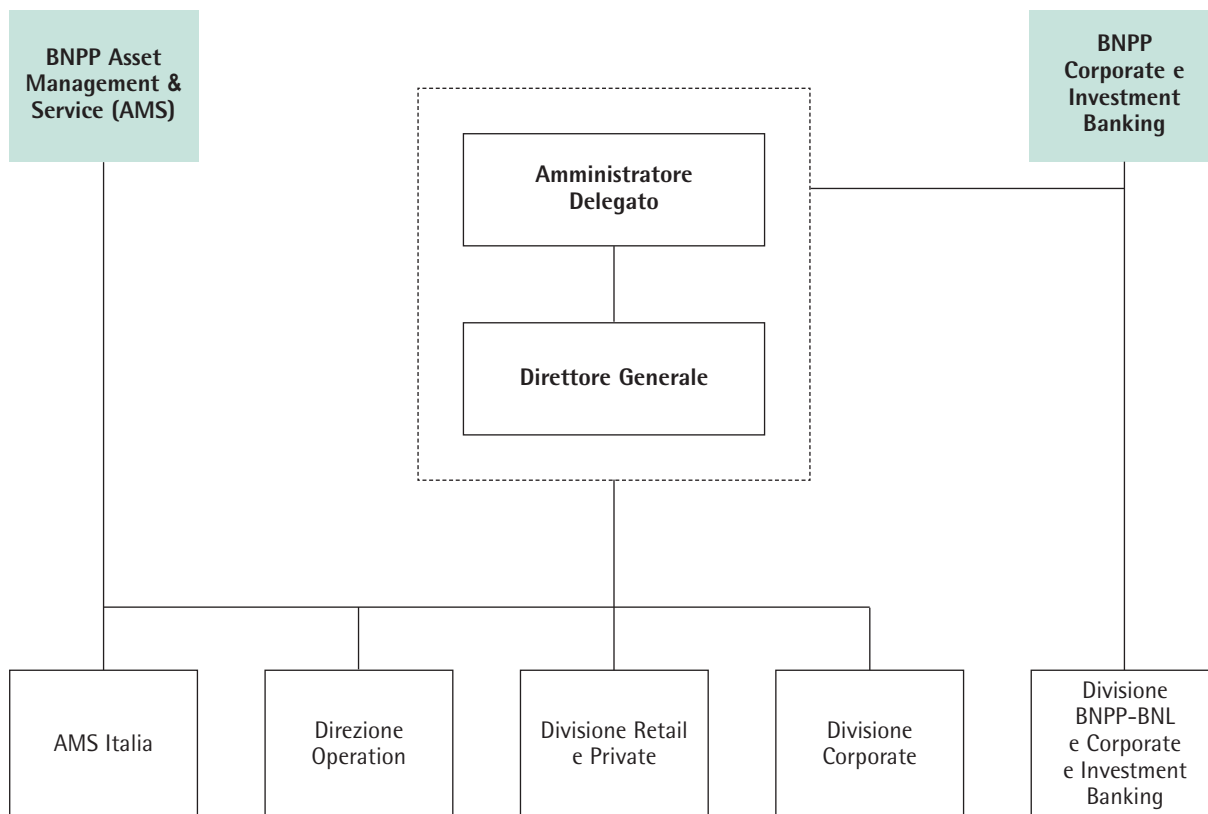 BNPP Asset
Management &
Service (AMS)
BNPP
Corporate e
Investment
Banking
Amministratore
Delegato
Direttore Generale
AMS Italia
Direzione
Operation
Divisione Retail
e Private
Divisione
Corporate
Divisione
BNPP-BNL
e Corporate
e Investment
Banking